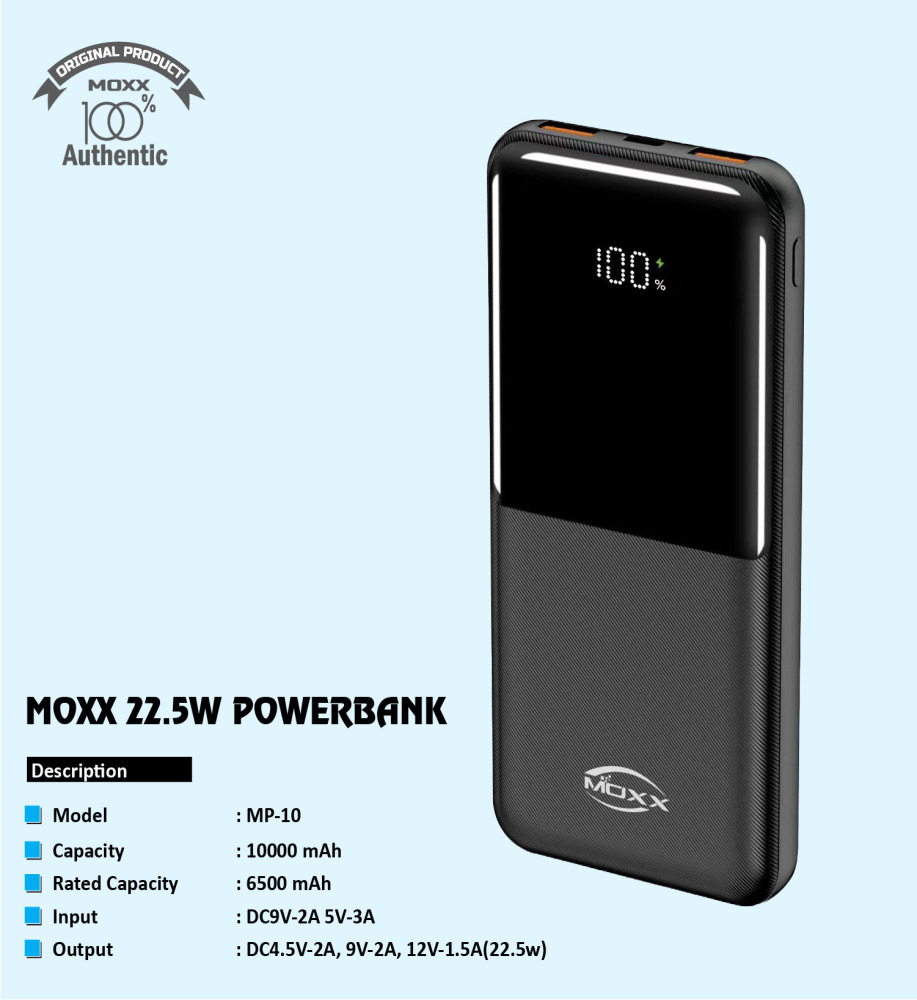 ORIGINAL PRODUCT
MOXX
100%
Authentic
100%
MOXX
MOXX 22.5W POWERBANK
Description
Model : MP-10
Capacity : 10000 mAh
Rated Capacity : 6500 mAh
Input : DC9V-2A 5V-3A
Output : DC4.5V-2A, 9V-2A, 12V-1.5A(22.5w)